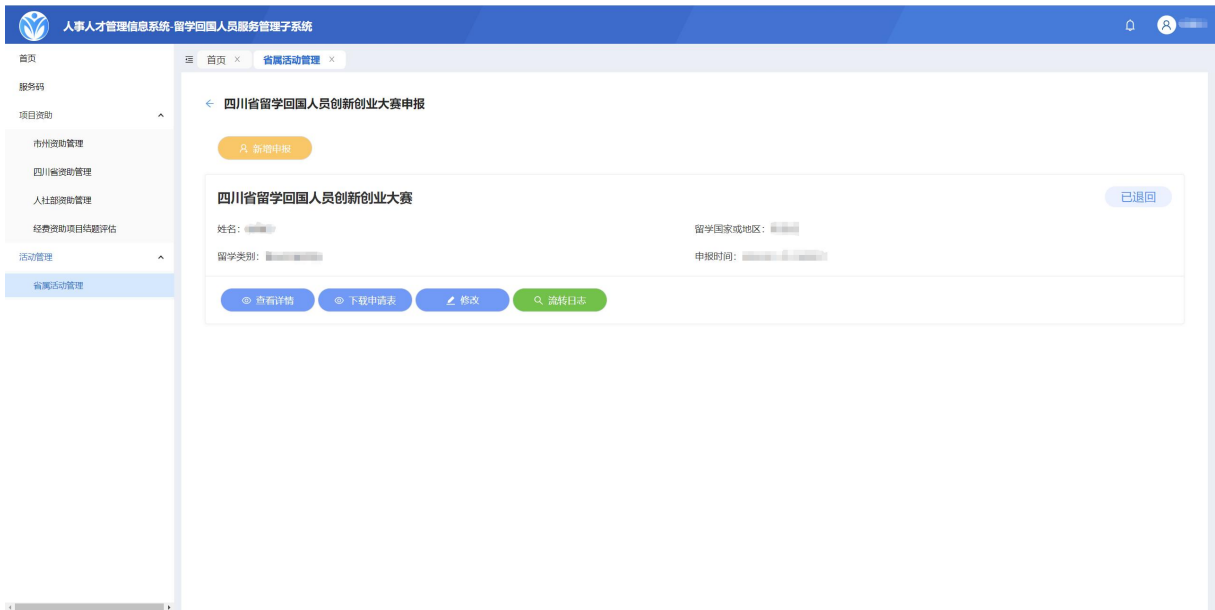 人事人才管理信息系统-留学回国人员服务管理子系统
首页
服务码
项目资助
市州资助管理
四川省资助管理
人社部资助管理
经费资助项目结题评估
活动管理
省属活动管理
首页 ×
省属活动管理 ×
四川省留学回国人员创新创业大赛申报
新增申报
四川省留学回国人员创新创业大赛
已退回
姓名:
留学国家或地区:
留学类别:
申报时间:
查看详情
下载申请表
修改
流转日志